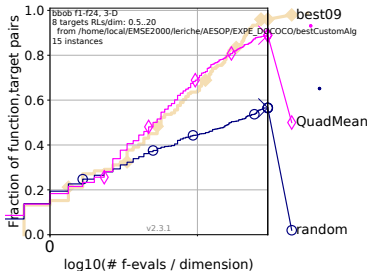 bbob f1-f24, 3-D
8 targets RLs/dim: 0.5..20
from /home/local/EMSE2000/leriche/AESOP/EXPE_DOCOCO/bestCustomAlg
15 instances
best09
QuadMean
random
Fraction of function,target pairs
1.0
0.8
0.6
0.4
0.2
0.0
0
v2.3.1
log10(# f-evals / dimension)